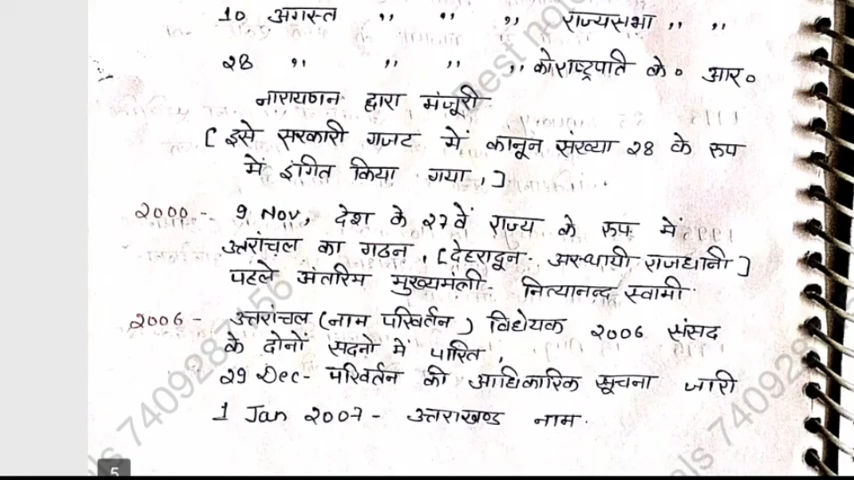 10 अगस्त ,, ,, ,, राज्यसभा ,, ,,
28 ,, ,, ,, ,, को राष्ट्रपति के० आर०
नारायणन द्वारा मंजूरी
[ इसे सरकारी गजट में कानून संख्या 28 के रुप
में इंगित किया गया, ]
2000 - 9 Nov, देश के 27वें राज्य के रुप में
उत्तरांचल का गठन, [ देहरादून - अस्थायी राजधानी ]
पहले अंतरिम मुख्यमंत्री - नित्यानन्द स्वामी
2006 - उत्तरांचल (नाम परिवर्तन) विधेयक 2006 संसद
के दोनों सदनों में पारित,
29 Dec - परिवर्तन की आधिकारिक सूचना जारी
1 Jan 2007 - उत्तराखण्ड नाम.
5